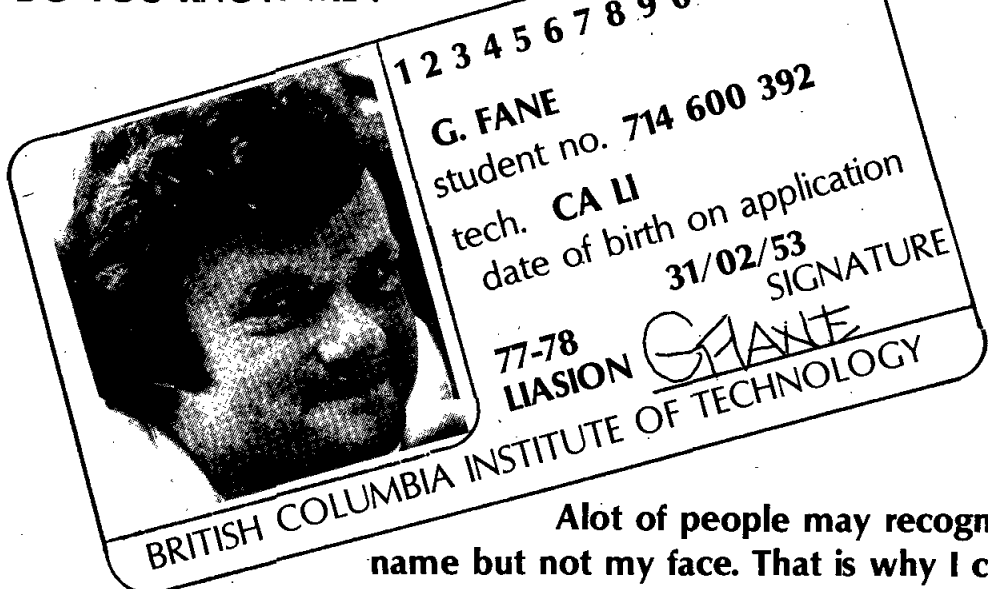 1 2 3 4 5 6 7 8 9
G. FANE
student no. 714 600 392
tech. CA LI
date of birth on application
31/02/53
SIGNATURE
77-78
LIASION
GFANE
BRITISH COLUMBIA INSTITUTE OF TECHNOLOGY
Alot of people may recogn
name but not my face. That is why I c